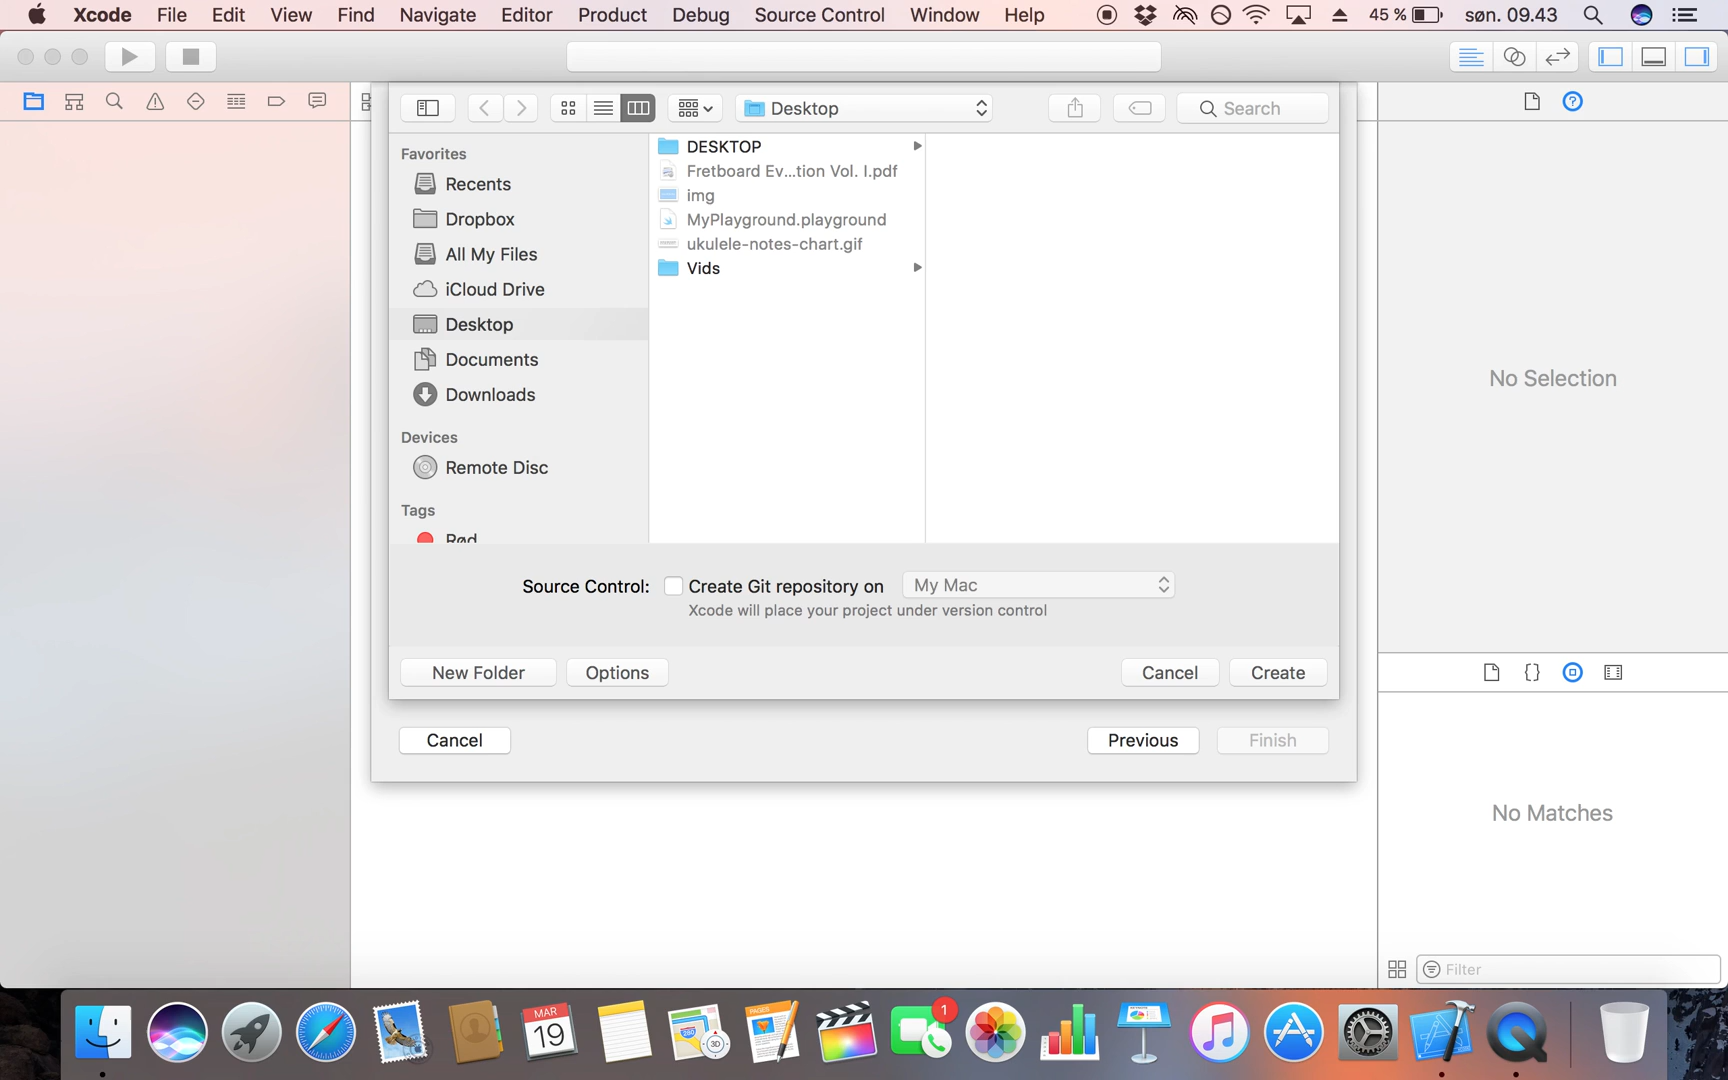 Xcode File Edit View Find Navigate Editor Product Debug Source Control Window Help 45 % søn. 09.43
Desktop
Search
Favorites
Recents
Dropbox
All My Files
iCloud Drive
Desktop
Documents
Downloads
Devices
Remote Disc
Tags
Rød
DESKTOP
Fretboard Ev...tion Vol. I.pdf
img
MyPlayground.playground
ukulele-notes-chart.gif
Vids
Source Control: Create Git repository on My Mac
Xcode will place your project under version control
New Folder Options Cancel Create
Cancel Previous Finish
No Selection
No Matches
Filter
MAR
19
280
3D
PAGES
1